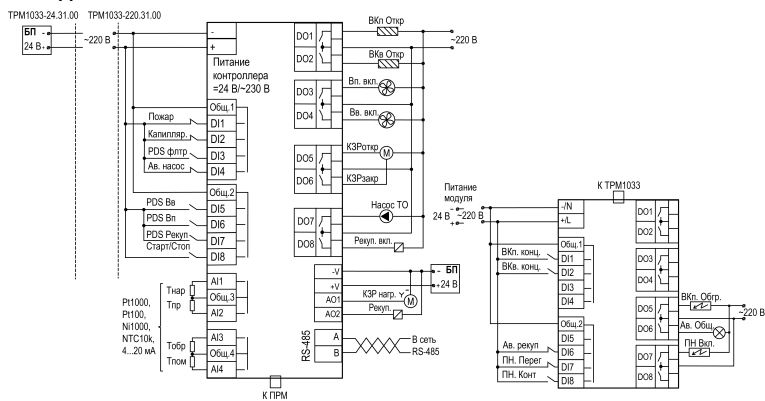 ТРМ1033-24.31.00
ТРМ1033-220.31.00
БП -
24 В+
~220 В
-
+
Питание
контроллера
=24 В/~230 В
Общ.1
Пожар
DI1
Капилляр.
DI2
PDS флтр
DI3
Ав. насос
DI4
Общ.2
PDS Вв
DI5
PDS Вп
DI6
PDS Рекуп
DI7
Старт/Стоп
DI8
Pt1000,
Pt100,
Ni1000,
NTC10k,
4...20 мА
Тнар
Тпр
AI1
Общ.3
AI2
Тобр
Тпом
AI3
Общ.4
AI4
К ПРМ
DO1
DO2
ВКп Откр
ВКв Откр
~220 В
DO3
DO4
Вп. вкл.
Вв. вкл.
DO5
DO6
КЗРоткр
М
КЗРзакр
DO7
DO8
Насос ТО
Рекуп. вкл.
-V
+V
AO1
AO2
- БП
+24 В
КЗР нагр.
Y
М
Рекуп.
RS-485
A
B
В сеть
RS-485
К ТРМ1033
Питание
модуля
-
24 В ~220 В
+
-/N
+/L
Общ.1
ВКп. конц.
DI1
ВКв. конц.
DI2
DI3
DI4
Общ.2
DI5
Ав. рекуп
DI6
ПН. Перег
DI7
ПН. Конт
DI8
DO1
DO2
DO3
DO4
DO5
DO6
DO7
DO8
ВКп. Обгр.
Ав. Общ.
ПН Вкл.
~220 В